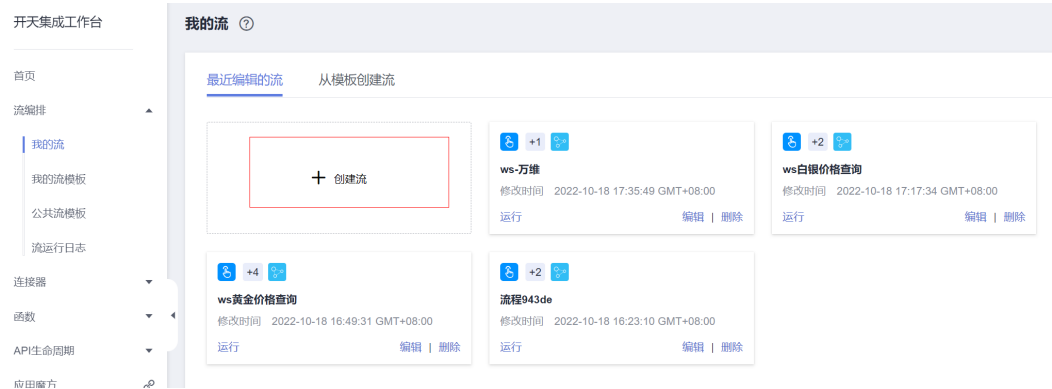 开天集成工作台
我的流
首页
流编排
我的流
我的流模板
公共流模板
流运行日志
连接器
函数
API生命周期
应用魔方
最近编辑的流 从模板创建流
创建流
+1
ws-万维
修改时间 2022-10-18 17:35:49 GMT+08:00
运行 编辑 | 删除
+2
ws白银价格查询
修改时间 2022-10-18 17:17:34 GMT+08:00
运行 编辑 | 删除
+4
ws黄金价格查询
修改时间 2022-10-18 16:49:31 GMT+08:00
运行 编辑 | 删除
+2
流程943de
修改时间 2022-10-18 16:23:10 GMT+08:00
运行 编辑 | 删除